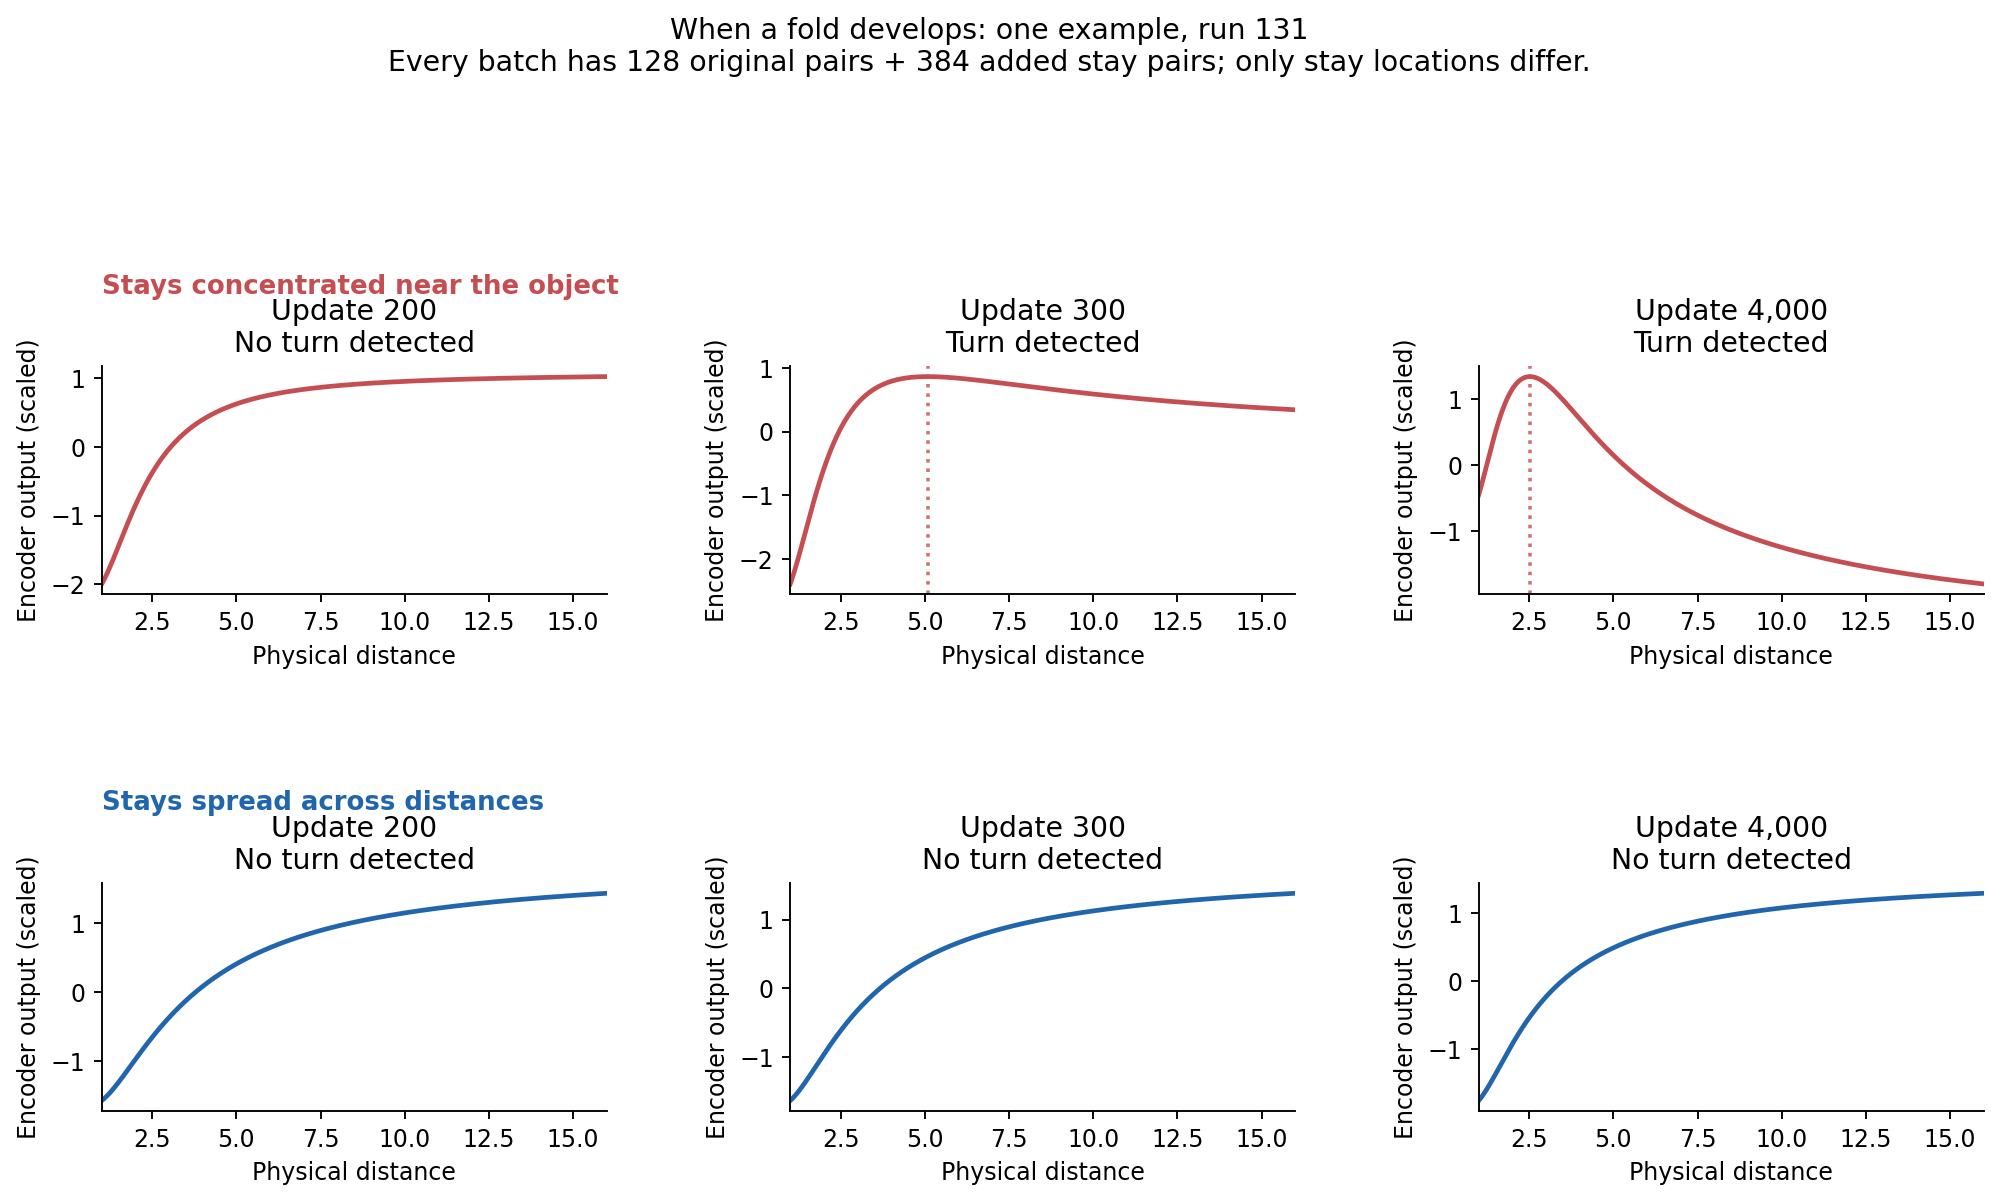 When a fold develops: one example, run 131
Every batch has 128 original pairs + 384 added stay pairs; only stay locations differ.
Stays concentrated near the object
Update 200
No turn detected
Encoder output (scaled)
1
0
−1
−2
2.5 5.0 7.5 10.0 12.5 15.0
Physical distance
Update 300
Turn detected
Encoder output (scaled)
1
0
−1
−2
2.5 5.0 7.5 10.0 12.5 15.0
Physical distance
Update 4,000
Turn detected
Encoder output (scaled)
1
0
−1
2.5 5.0 7.5 10.0 12.5 15.0
Physical distance
Stays spread across distances
Update 200
No turn detected
Encoder output (scaled)
1
0
−1
2.5 5.0 7.5 10.0 12.5 15.0
Physical distance
Update 300
No turn detected
Encoder output (scaled)
1
0
−1
2.5 5.0 7.5 10.0 12.5 15.0
Physical distance
Update 4,000
No turn detected
Encoder output (scaled)
1
0
−1
2.5 5.0 7.5 10.0 12.5 15.0
Physical distance